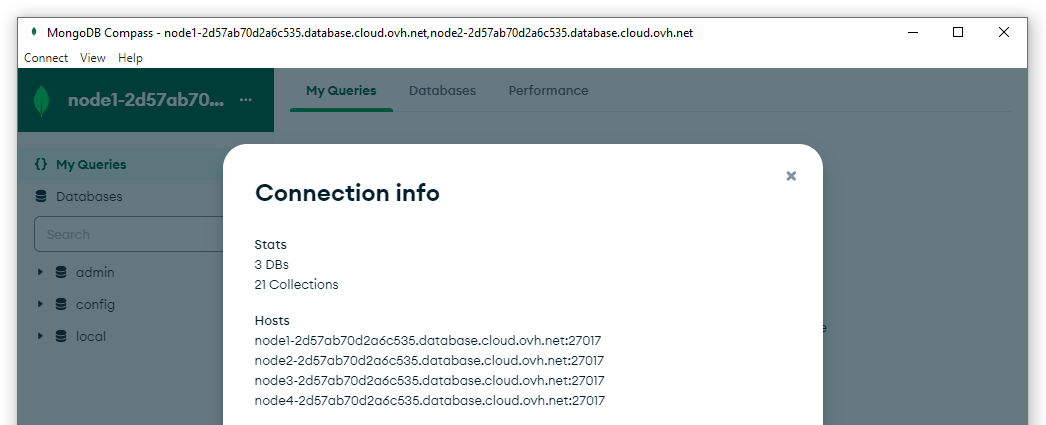 MongoDB Compass - node1-2d57ab70d2a6c535.database.cloud.ovh.net,node2-2d57ab70d2a6c535.database.cloud.ovh.net
Connect View Help
node1-2d57ab70... ...
My Queries Databases Performance
{} My Queries
Databases
Search
admin
config
local
Connection info
Stats
3 DBs
21 Collections
Hosts
node1-2d57ab70d2a6c535.database.cloud.ovh.net:27017
node2-2d57ab70d2a6c535.database.cloud.ovh.net:27017
node3-2d57ab70d2a6c535.database.cloud.ovh.net:27017
node4-2d57ab70d2a6c535.database.cloud.ovh.net:27017